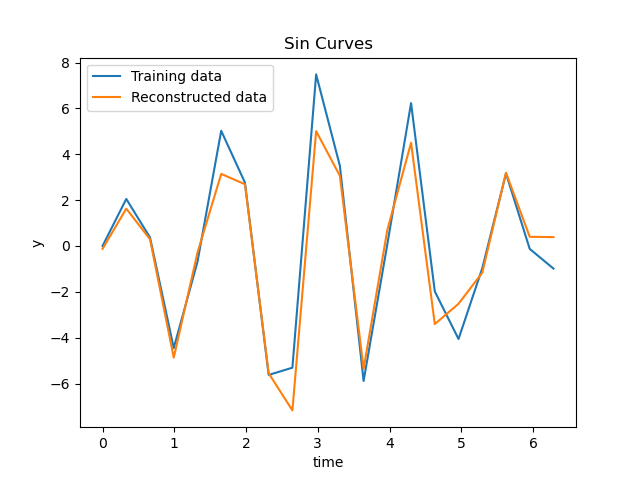 Sin Curves
Training data
Reconstructed data
8
6
4
2
0
−2
−4
−6
y
0 1 2 3 4 5 6
time